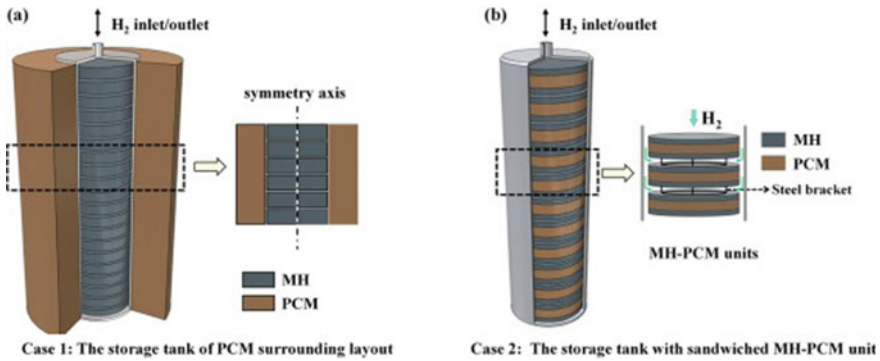 (a)
H₂ inlet/outlet
symmetry axis
MH
PCM
Case 1: The storage tank of PCM surrounding layout
(b)
H₂ inlet/outlet
H₂
MH
PCM
Steel bracket
MH-PCM units
Case 2: The storage tank with sandwiched MH-PCM unit